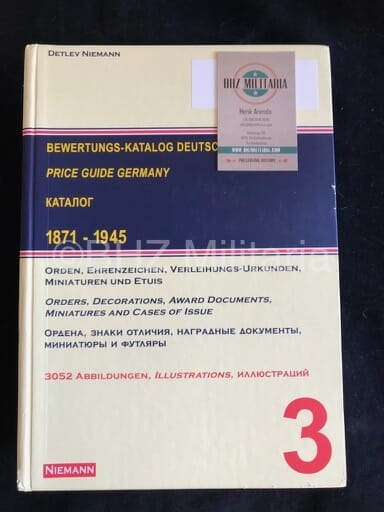 DETLEV NIEMANN
BHZ MILITARIA
WWW.BHZMILITARIA.COM
PRESERVING HISTORY
BEWERTUNGS-KATALOG DEUTSC
PRICE GUIDE GERMANY
КАТАЛОГ
1871 - 1945
©BHZ Militaria
ORDEN, EHRENZEICHEN, VERLEIHUNGS-URKUNDEN,
MINIATUREN UND ETUIS
ORDERS, DECORATIONS, AWARD DOCUMENTS,
MINIATURES AND CASES OF ISSUE
ОРДЕНА, ЗНАКИ ОТЛИЧИЯ, НАГРАДНЫЕ ДОКУМЕНТЫ,
МИНИАТЮРЫ И ФУТЛЯРЫ
3052 ABBILDUNGEN, ILLUSTRATIONS, ИЛЛЮСТРАЦИЙ
3
NIEMANN